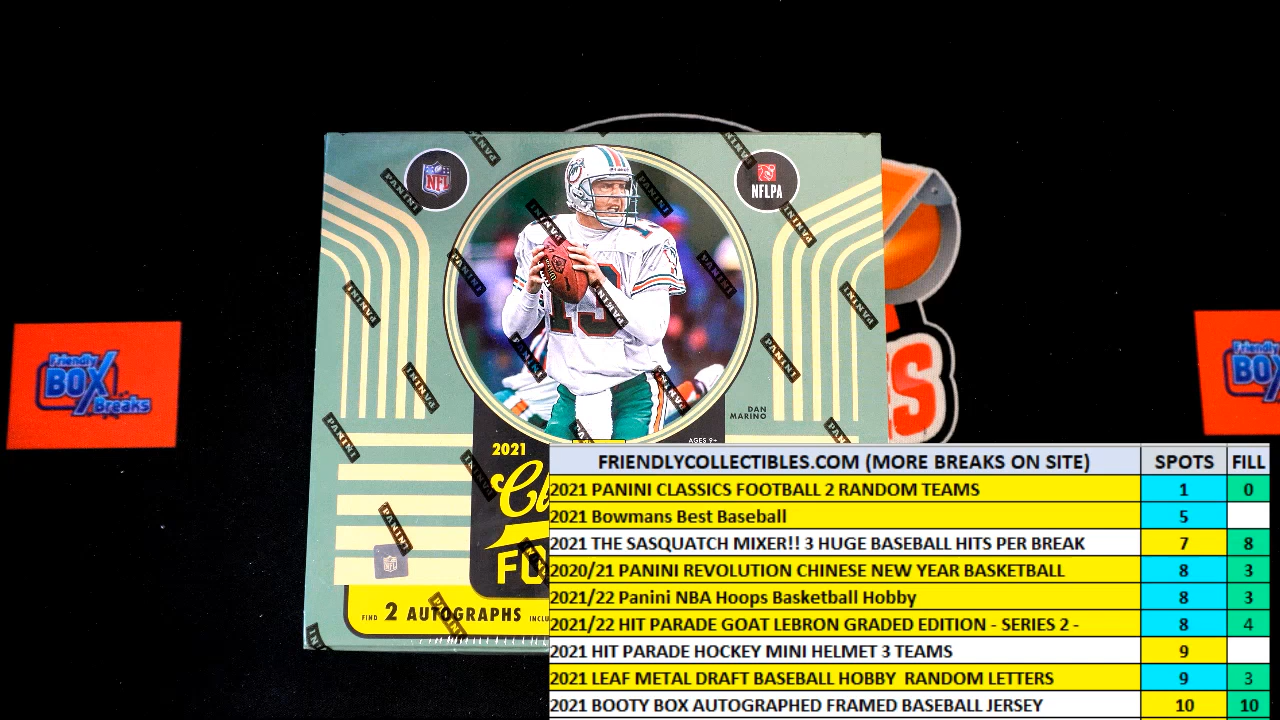 NFL
NFLPA
PANINI
Friendly
BOX
Breaks
DAN
MARINO
AGES 9+
2021
FIND 2 AUTOGRAPHS
FRIENDLYCOLLECTIBLES.COM (MORE BREAKS ON SITE) SPOTS FILL
2021 PANINI CLASSICS FOOTBALL 2 RANDOM TEAMS 1 0
2021 Bowmans Best Baseball 5
2021 THE SASQUATCH MIXER!! 3 HUGE BASEBALL HITS PER BREAK 7 8
2020/21 PANINI REVOLUTION CHINESE NEW YEAR BASKETBALL 8 3
2021/22 Panini NBA Hoops Basketball Hobby 8 3
2021/22 HIT PARADE GOAT LEBRON GRADED EDITION - SERIES 2 - 8 4
2021 HIT PARADE HOCKEY MINI HELMET 3 TEAMS 9
2021 LEAF METAL DRAFT BASEBALL HOBBY RANDOM LETTERS 9 3
2021 BOOTY BOX AUTOGRAPHED FRAMED BASEBALL JERSEY 10 10